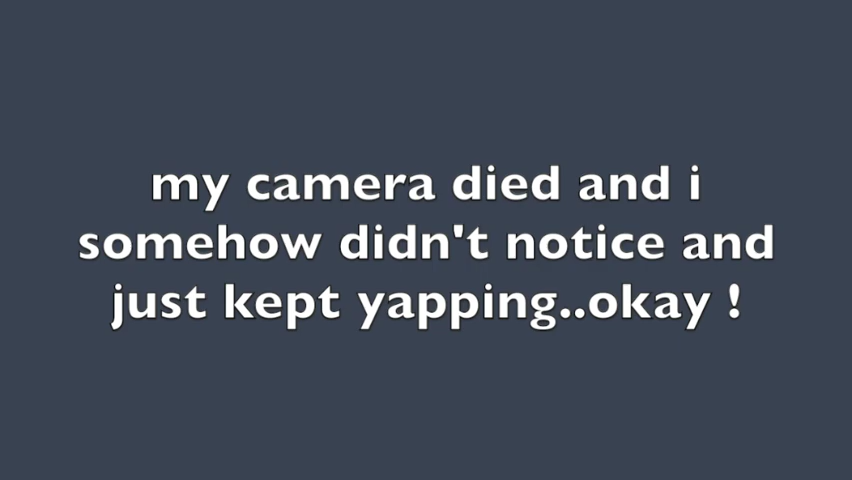 my camera died and i
somehow didn't notice and
just kept yapping..okay !